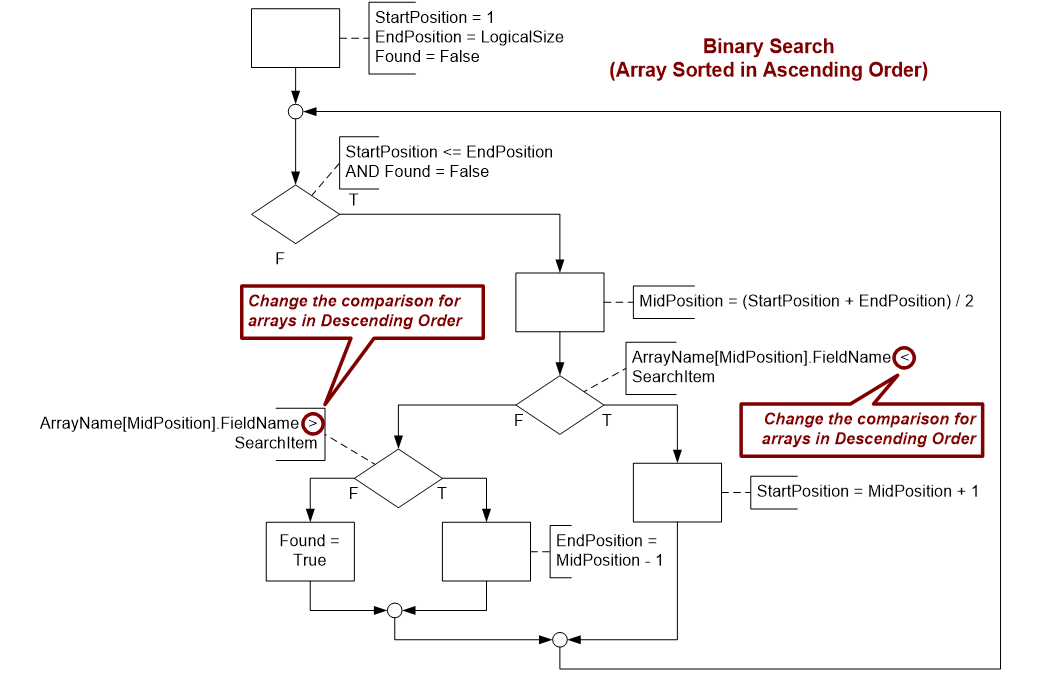 StartPosition = 1
EndPosition = LogicalSize
Found = False
Binary Search
(Array Sorted in Ascending Order)
StartPosition <= EndPosition
AND Found = False
T
F
Change the comparison for
arrays in Descending Order
MidPosition = (StartPosition + EndPosition) / 2
ArrayName[MidPosition].FieldName <
SearchItem
F
T
Change the comparison for
arrays in Descending Order
ArrayName[MidPosition].FieldName >
SearchItem
F
T
StartPosition = MidPosition + 1
Found =
True
EndPosition =
MidPosition - 1